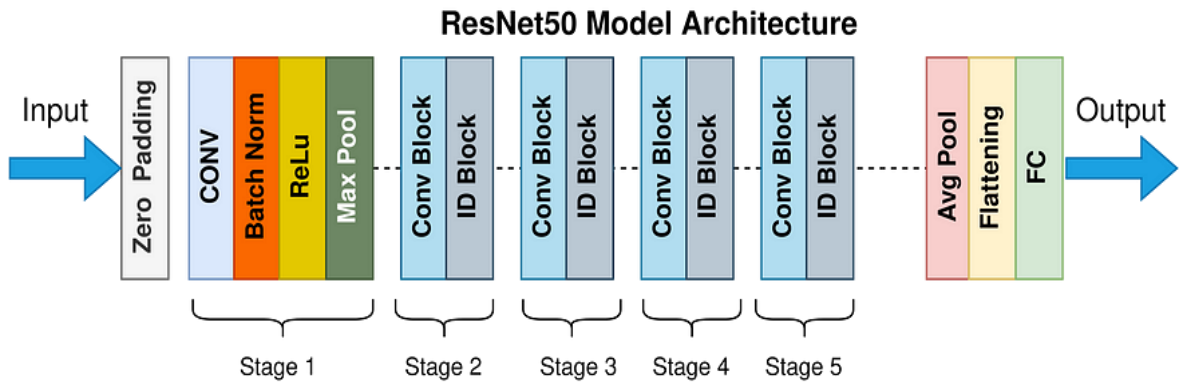 ResNet50 Model Architecture
Input
Zero Padding
CONV
Batch Norm
ReLu
Max Pool
Conv Block
ID Block
Conv Block
ID Block
Conv Block
ID Block
Conv Block
ID Block
Avg Pool
Flattening
FC
Output
Stage 1
Stage 2
Stage 3
Stage 4
Stage 5